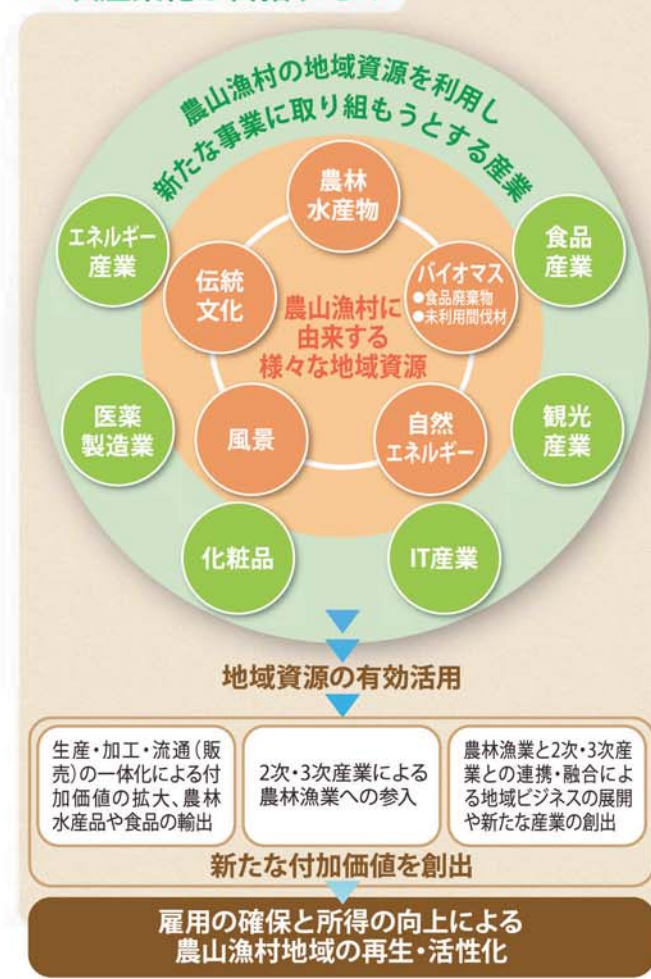 農山漁村の地域資源を利用し
新たな事業に取り組もうとする産業
農林
水産物
エネルギー
産業
食品
産業
伝統
文化
バイオマス
●食品廃棄物
●未利用間伐材
農山漁村に
由来する
様々な地域資源
医薬
製造業
風景
自然
エネルギー
観光
産業
化粧品
IT産業
地域資源の有効活用
生産・加工・流通(販
売)の一体化による付
加価値の拡大、農林
水産品や食品の輸出
2次・3次産業による
農林漁業への参入
農林漁業と2次・3次産
業との連携・融合によ
る地域ビジネスの展開
や新たな産業の創出
新たな付加価値を創出
雇用の確保と所得の向上による
農山漁村地域の再生・活性化